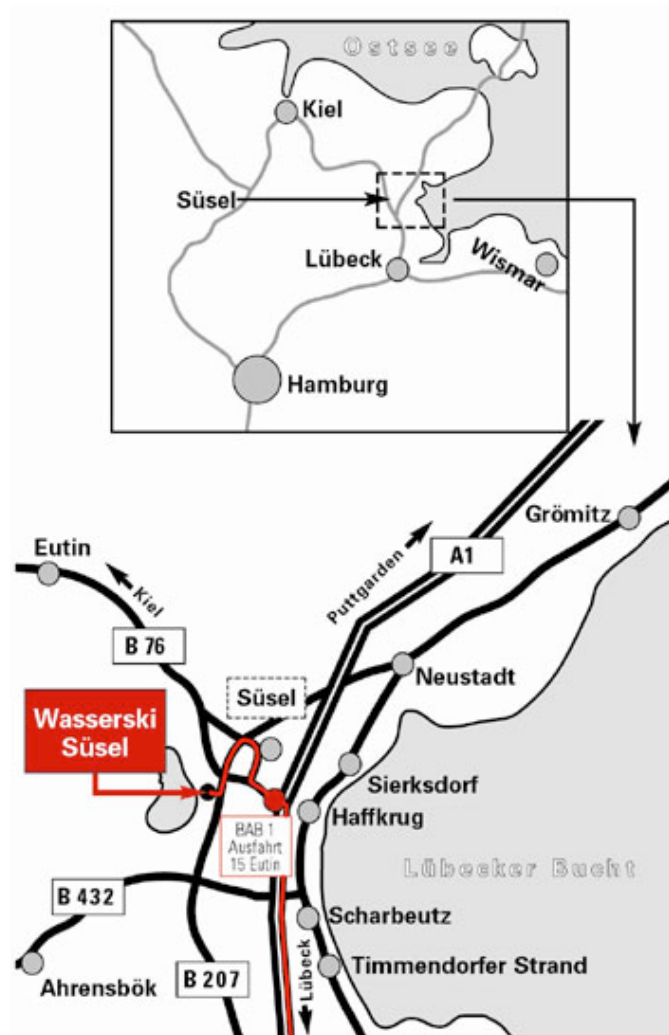 Ostsee
Kiel
Süsel
Lübeck
Wismar
Hamburg
Grömitz
Eutin
Kiel
Puttgarden
A1
B 76
Süsel
Neustadt
Wasserski
Süsel
Sierksdorf
Haffkrug
BAB 1
Ausfahrt
15 Eutin
Lübecker Bucht
B 432
Scharbeutz
Lübeck
Timmendorfer Strand
Ahrensbök
B 207